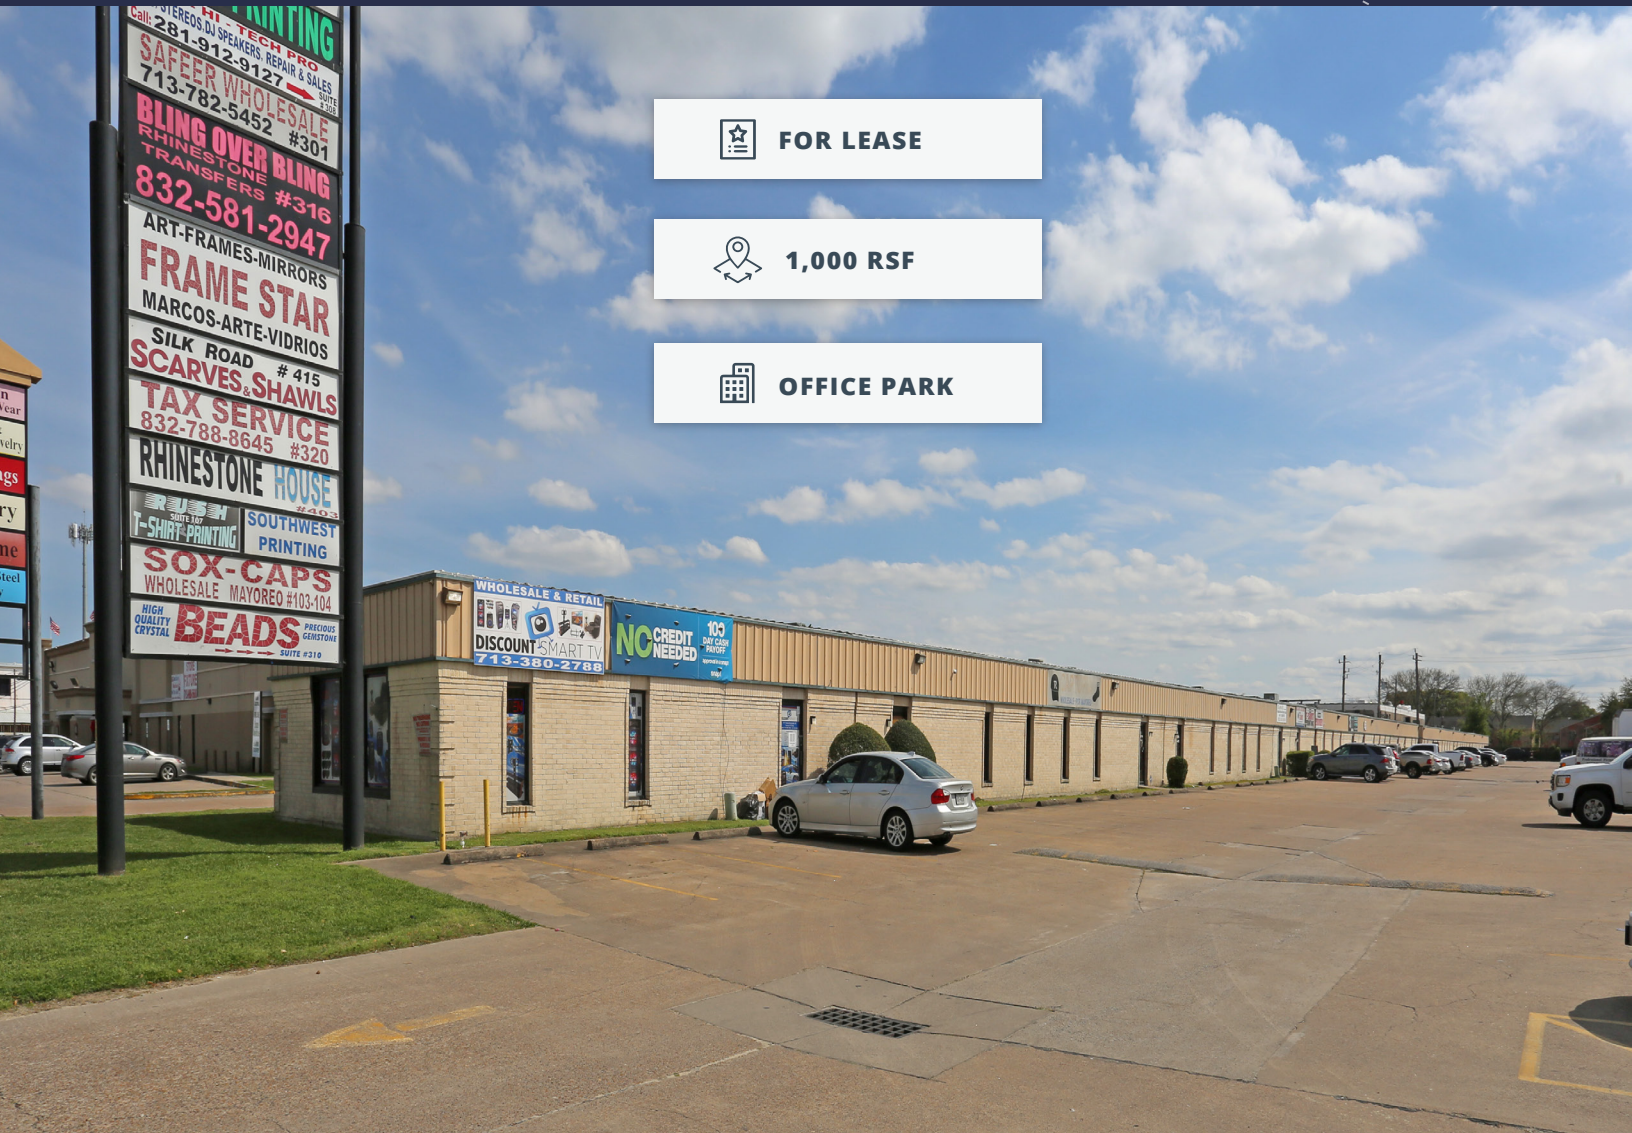 PRINTING
HI-TECH PRO
STEREOS,DJ SPEAKERS, REPAIR & SALES
Call: 281-912-9127
SUITE
SAFEER WHOLESALE
713-782-5452 #301
BLING OVER BLING
RHINESTONE
TRANSFERS #316
832-581-2947
ART-FRAMES-MIRRORS
FRAME STAR
MARCOS-ARTE-VIDRIOS
SILK ROAD # 415
SCARVES & SHAWLS
TAX SERVICE
832-788-8645 #320
RHINESTONE HOUSE
#403
RUSH
T-SHIRT PRINTING
SOUTHWEST
PRINTING
SOX-CAPS
WHOLESALE MAYOREO #103-104
HIGH
QUALITY
CRYSTAL
BEADS
PRECIOUS
GEMSTONE
SUITE #310
FOR LEASE
1,000 RSF
OFFICE PARK
WHOLESALE & RETAIL
DISCOUNT SMART TV
713-380-2788
NO CREDIT
NEEDED
100
DAY CASH
PAYOFF